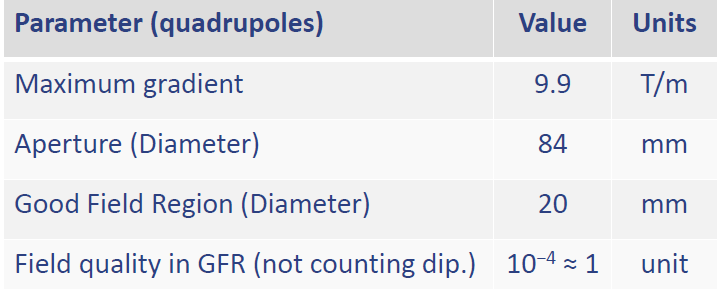 Parameter (quadrupoles) Value Units
Maximum gradient 9.9 T/m
Aperture (Diameter) 84 mm
Good Field Region (Diameter) 20 mm
Field quality in GFR (not counting dip.) 10⁻⁴ ≈ 1 unit